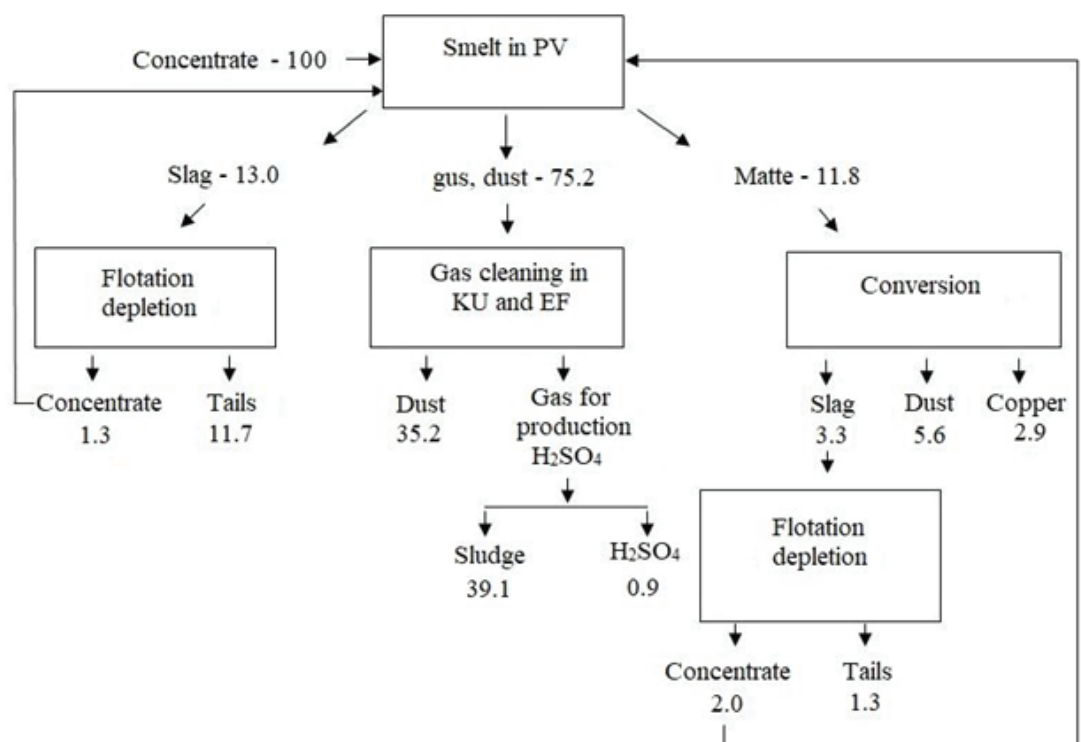 Smelt in PV
Concentrate - 100
Slag - 13.0
gus, dust - 75.2
Matte - 11.8
Flotation
depletion
Gas cleaning in
KU and EF
Conversion
Concentrate
1.3
Tails
11.7
Dust
35.2
Gas for
production
H₂SO₄
Slag
3.3
Dust
5.6
Copper
2.9
Sludge
39.1
H₂SO₄
0.9
Flotation
depletion
Concentrate
2.0
Tails
1.3